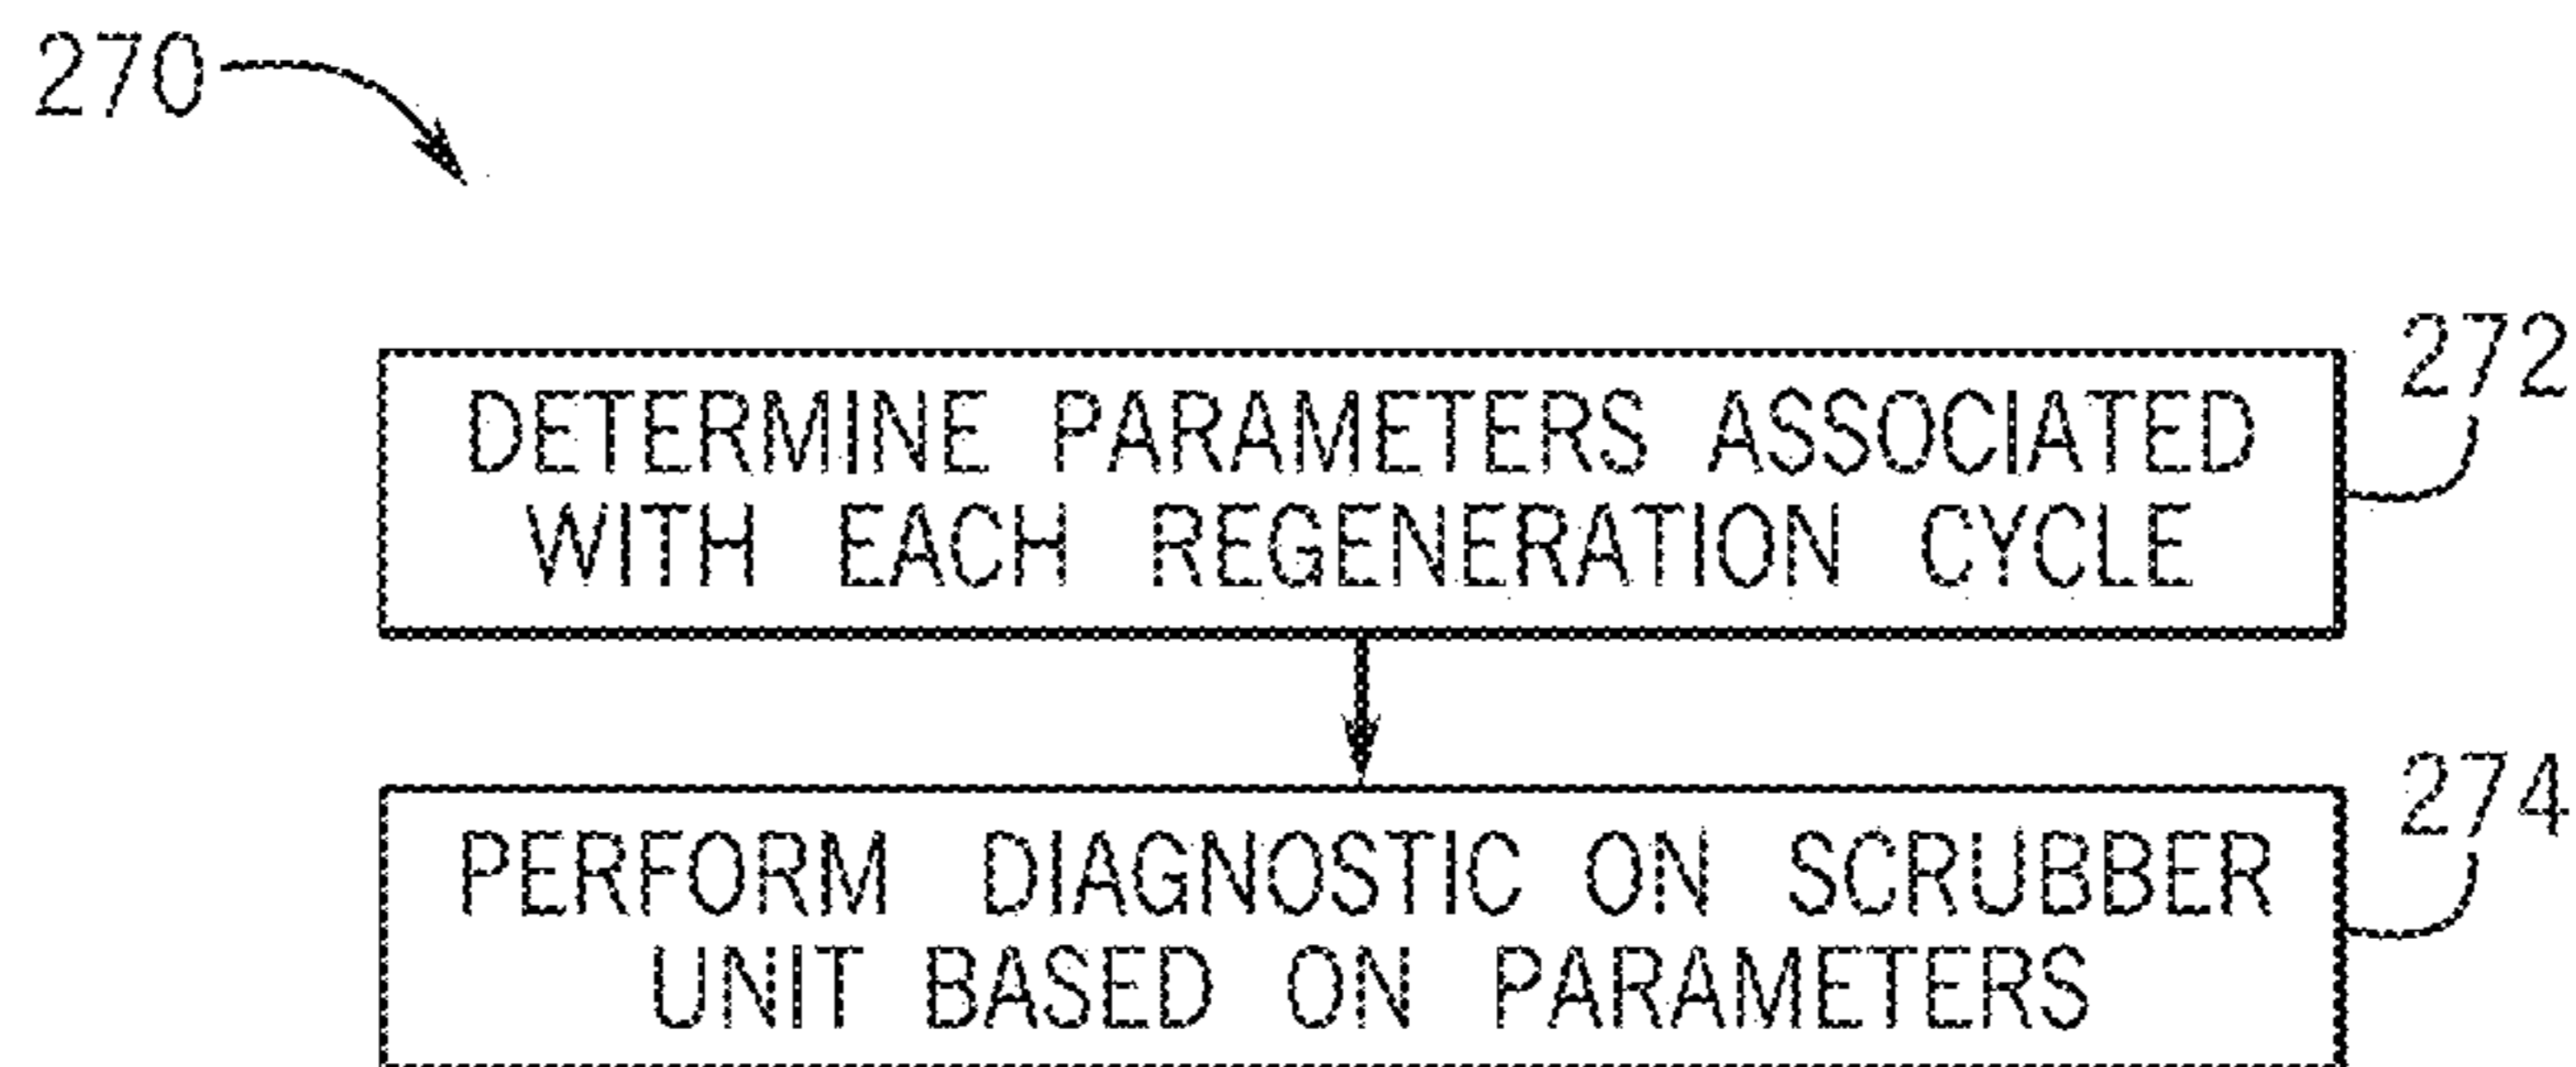 270
272
DETERMINE PARAMETERS ASSOCIATED
WITH EACH REGENERATION CYCLE
274
PERFORM DIAGNOSTIC ON SCRUBBER
UNIT BASED ON PARAMETERS